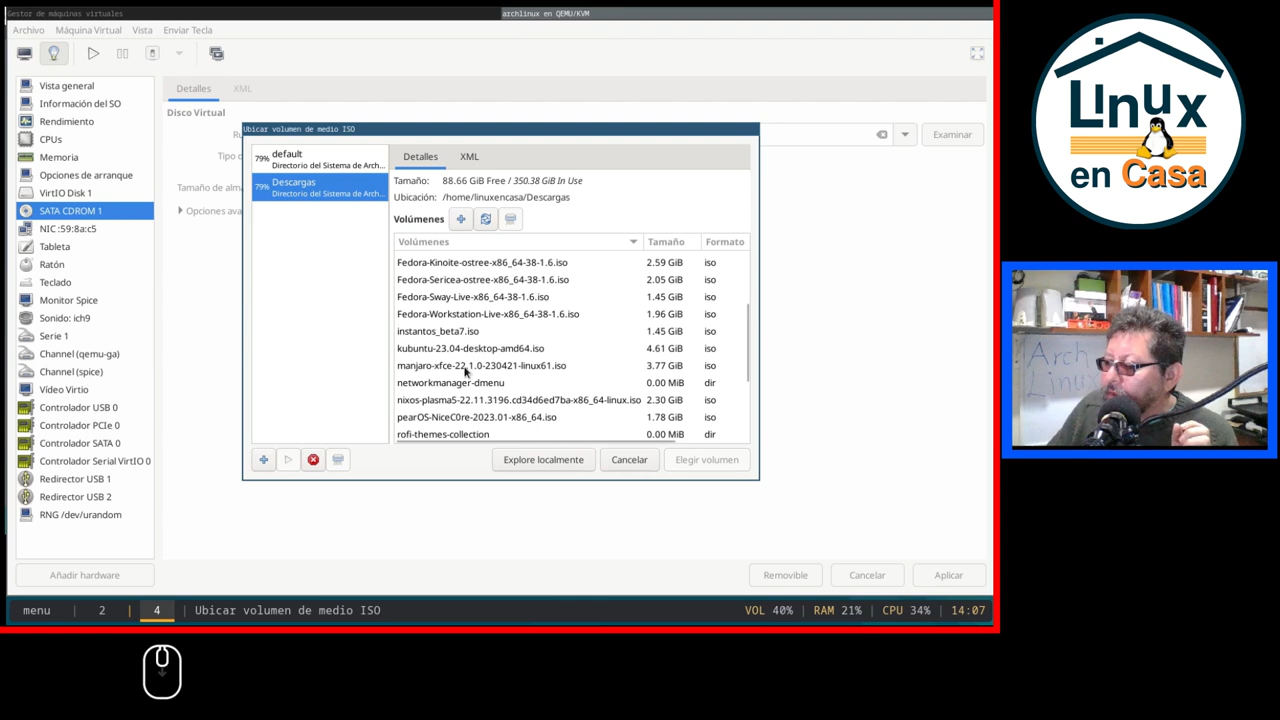 Gestor de máquinas virtuales
archlinux en QEMU/KVM
Archivo Máquina Virtual Vista Enviar Tecla
Vista general
Información del SO
Rendimiento
CPUs
Memoria
Opciones de arranque
VirtIO Disk 1
SATA CDROM 1
NIC :59:8a:c5
Tableta
Ratón
Teclado
Monitor Spice
Sonido: ich9
Serie 1
Channel (qemu-ga)
Channel (spice)
Vídeo Virtio
Controlador USB 0
Controlador PCIe 0
Controlador SATA 0
Controlador Serial VirtIO 0
Redirector USB 1
Redirector USB 2
RNG /dev/urandom
Añadir hardware
Detalles XML
Disco Virtual
Ru
Tipo d
Tamaño de alma
Opciones ava
Examinar
Ubicar volumen de medio ISO
79% default
Directorio del Sistema de Arch...
79% Descargas
Directorio del Sistema de Arch...
Detalles XML
Tamaño: 88.66 GiB Free / 350.38 GiB In Use
Ubicación: /home/linuxencasa/Descargas
Volúmenes
Volúmenes Tamaño Formato
Fedora-Kinoite-ostree-x86_64-38-1.6.iso 2.59 GiB iso
Fedora-Sericea-ostree-x86_64-38-1.6.iso 2.05 GiB iso
Fedora-Sway-Live-x86_64-38-1.6.iso 1.45 GiB iso
Fedora-Workstation-Live-x86_64-38-1.6.iso 1.96 GiB iso
instantos_beta7.iso 1.45 GiB iso
kubuntu-23.04-desktop-amd64.iso 4.61 GiB iso
manjaro-xfce-22.1.0-230421-linux61.iso 3.77 GiB iso
networkmanager-dmenu 0.00 MiB dir
nixos-plasma5-22.11.3196.cd34d6ed7ba-x86_64-linux.iso 2.30 GiB iso
pearOS-NiceC0re-2023.01-x86_64.iso 1.78 GiB iso
rofi-themes-collection 0.00 MiB dir
Explore localmente Cancelar Elegir volumen
Removible Cancelar Aplicar
menu | 2 | 4 | Ubicar volumen de medio ISO
VOL 40% | RAM 21% | CPU 34% | 14:07
Linux
en Casa
Arch
Linux